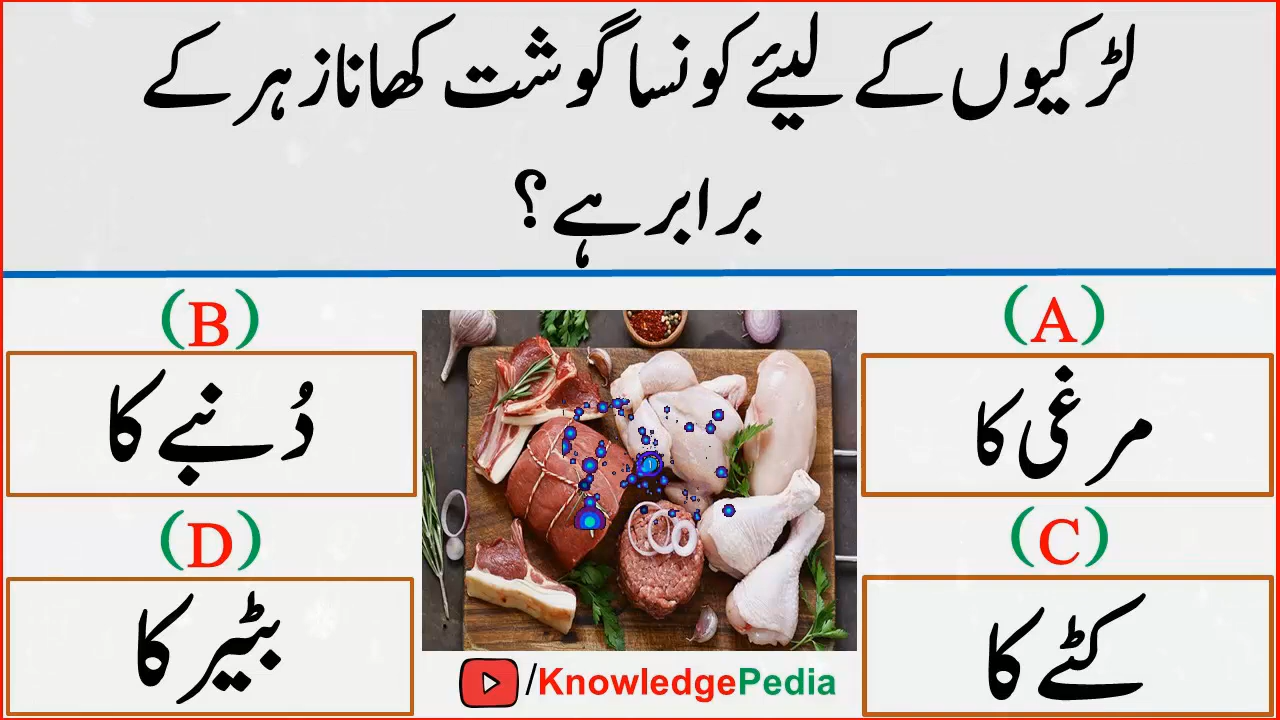 لڑکیوں کے لیئے کونسا گوشت کھانا زہر کے
برابر ہے؟
(A)
مرغی کا
(B)
دُنبے کا
(C)
کٹے کا
(D)
بٹیر کا
/KnowledgePedia